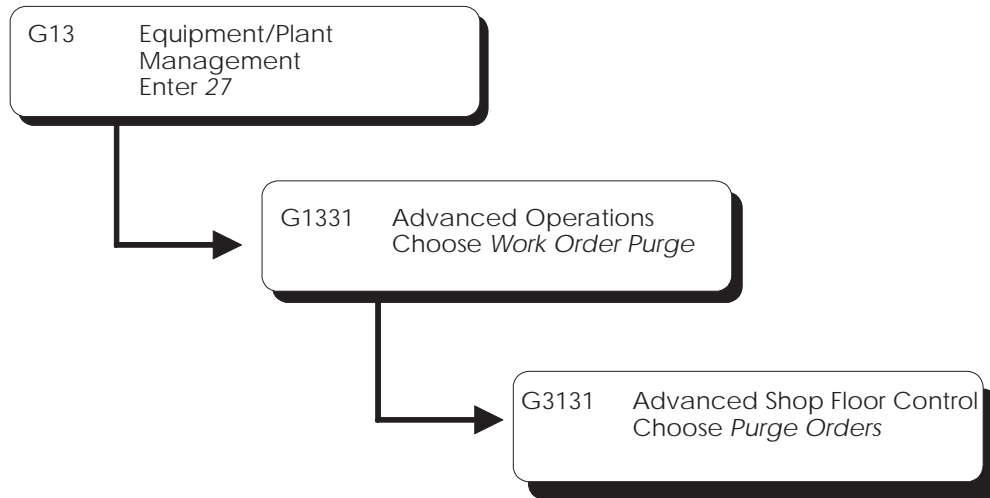 G13 Equipment/Plant
Management
Enter 27
G1331 Advanced Operations
Choose Work Order Purge
G3131 Advanced Shop Floor Control
Choose Purge Orders